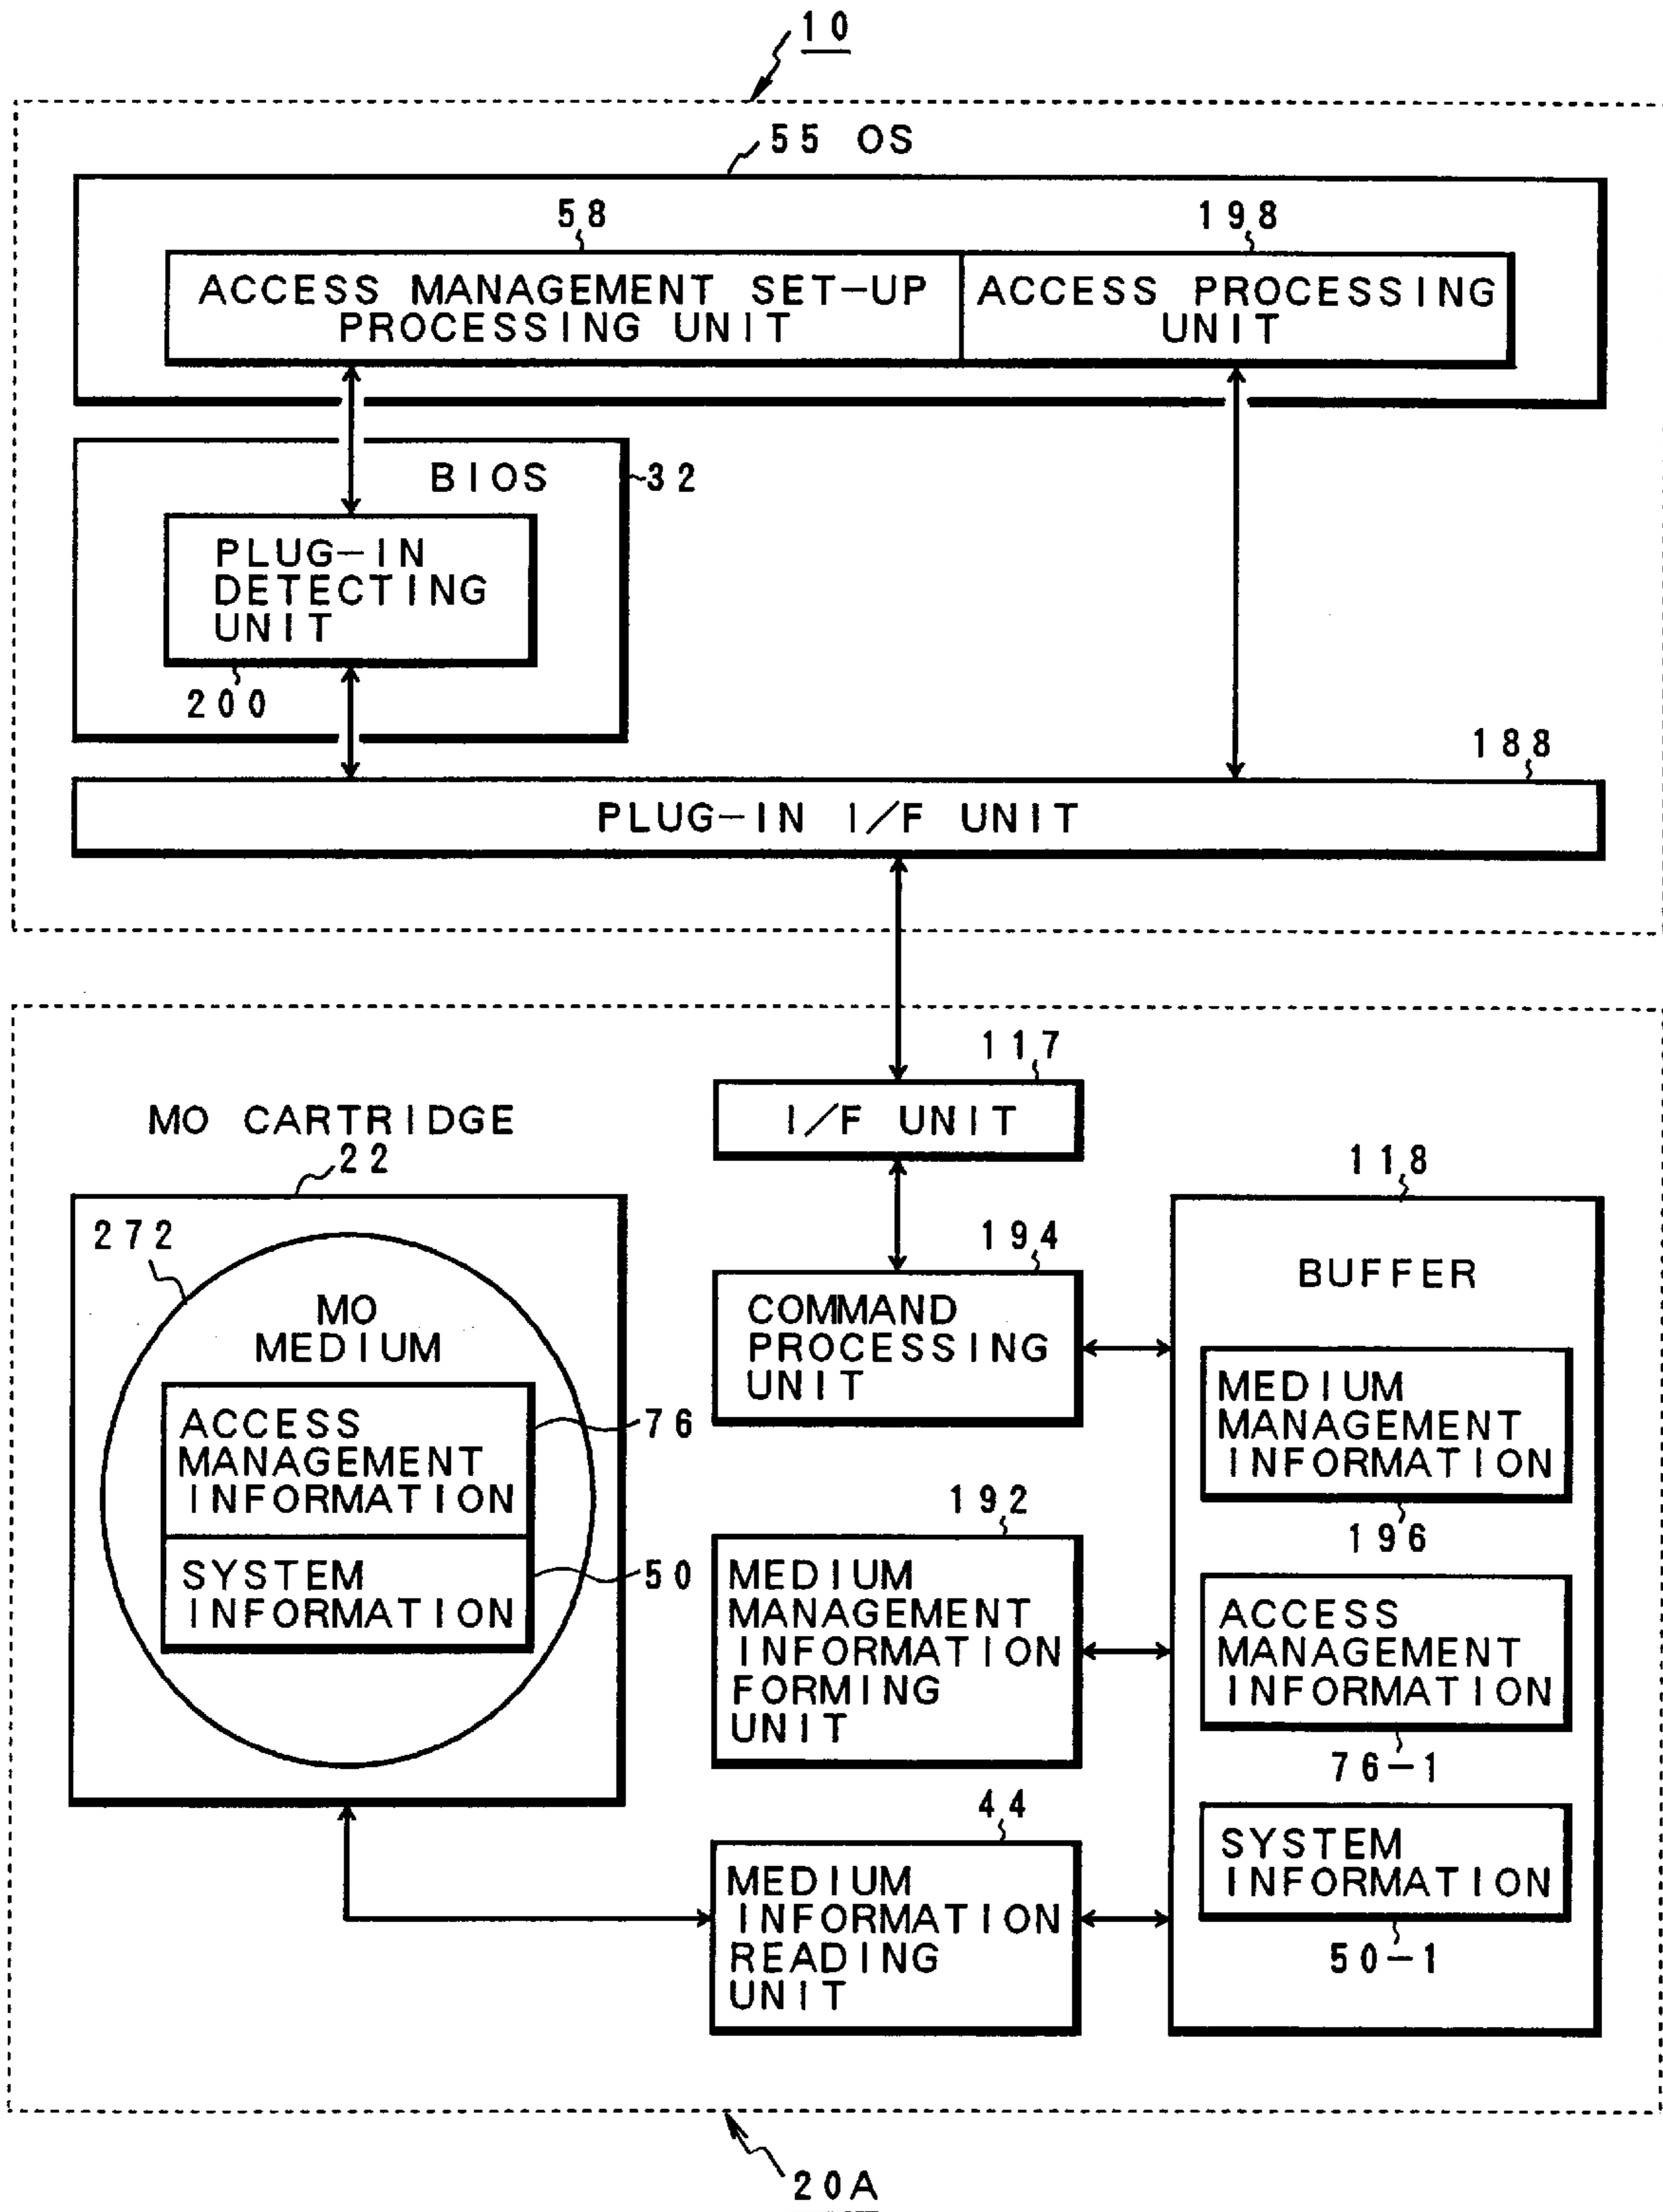 10
55 OS
58
198
ACCESS MANAGEMENT SET-UP
PROCESSING UNIT
ACCESS PROCESSING
UNIT
BIOS
32
PLUG-IN
DETECTING
UNIT
200
188
PLUG-IN I/F UNIT
117
I/F UNIT
MO CARTRIDGE
22
272
MO
MEDIUM
ACCESS
MANAGEMENT
INFORMATION
76
SYSTEM
INFORMATION
50
194
COMMAND
PROCESSING
UNIT
192
MEDIUM
MANAGEMENT
INFORMATION
FORMING
UNIT
44
MEDIUM
INFORMATION
READING
UNIT
118
BUFFER
MEDIUM
MANAGEMENT
INFORMATION
196
ACCESS
MANAGEMENT
INFORMATION
76-1
SYSTEM
INFORMATION
50-1
20A